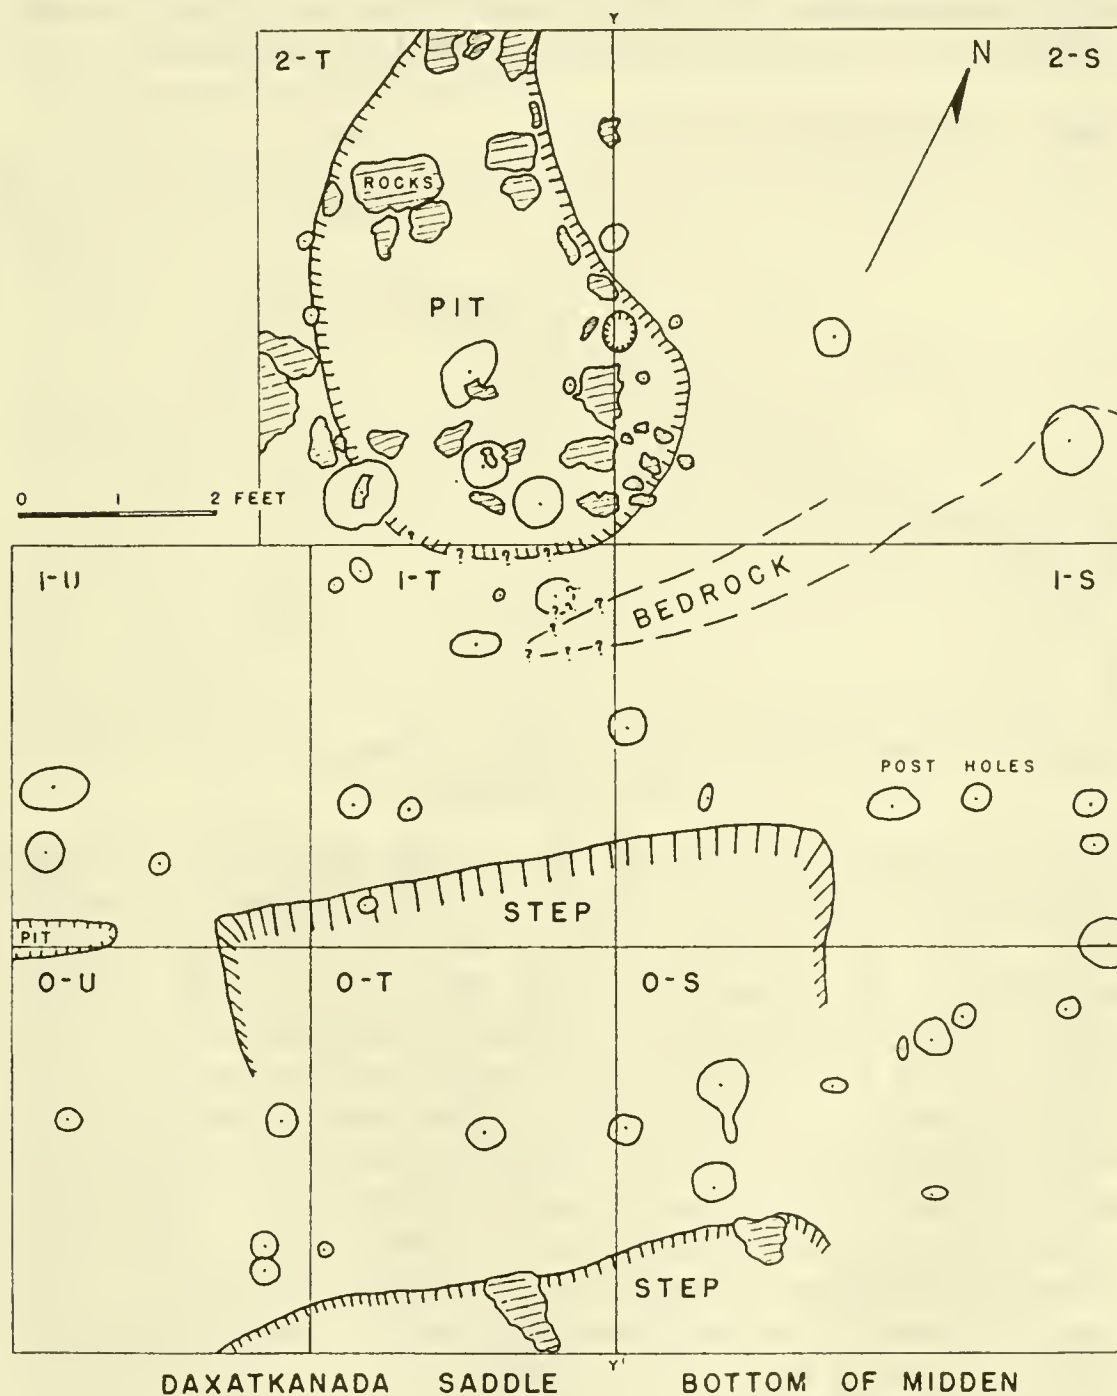 Y
2-T
N
2-S
ROCKS
PIT
0 1 2 FEET
?
? ? ?
1-U
1-T
1-S
? ? ?
?
?
BEDROCK
? ? ?
POST HOLES
STEP
PIT
0-U
0-T
0-S
STEP
Y'
DAXATKANADA SADDLE BOTTOM OF MIDDEN